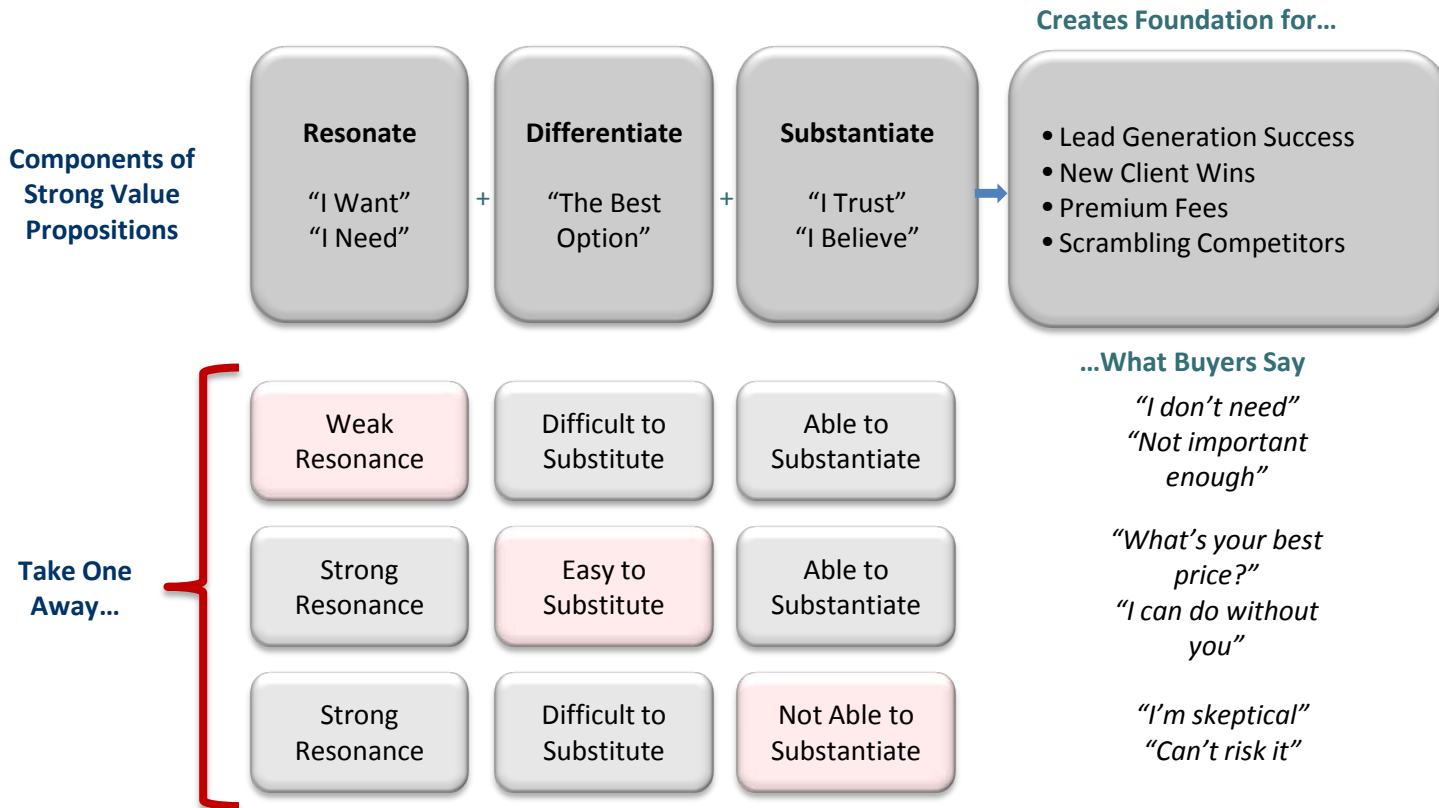 Creates Foundation for…
Components of
Strong Value
Propositions
Resonate
“I Want”
“I Need”
+
Differentiate
“The Best
Option”
+
Substantiate
“I Trust”
“I Believe”
• Lead Generation Success
• New Client Wins
• Premium Fees
• Scrambling Competitors
…What Buyers Say
Take One
Away…
Weak
Resonance
Difficult to
Substitute
Able to
Substantiate
“I don’t need”
“Not important
enough”
Strong
Resonance
Easy to
Substitute
Able to
Substantiate
“What’s your best
price?”
“I can do without
you”
Strong
Resonance
Difficult to
Substitute
Not Able to
Substantiate
“I’m skeptical”
“Can’t risk it”